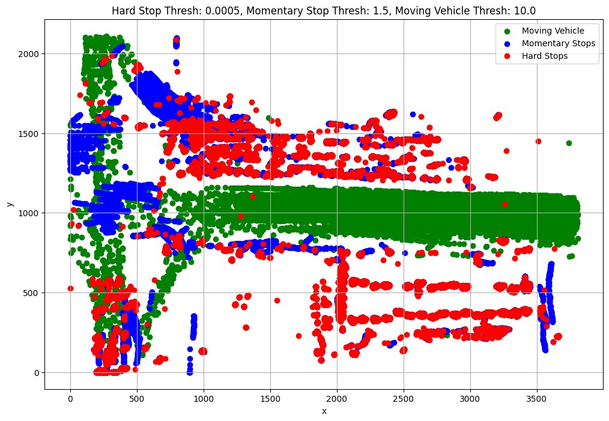 Hard Stop Thresh: 0.0005, Momentary Stop Thresh: 1.5, Moving Vehicle Thresh: 10.0
Moving Vehicle
Momentary Stops
Hard Stops
2000
1500
1000
500
0
y
0 500 1000 1500 2000 2500 3000 3500
x